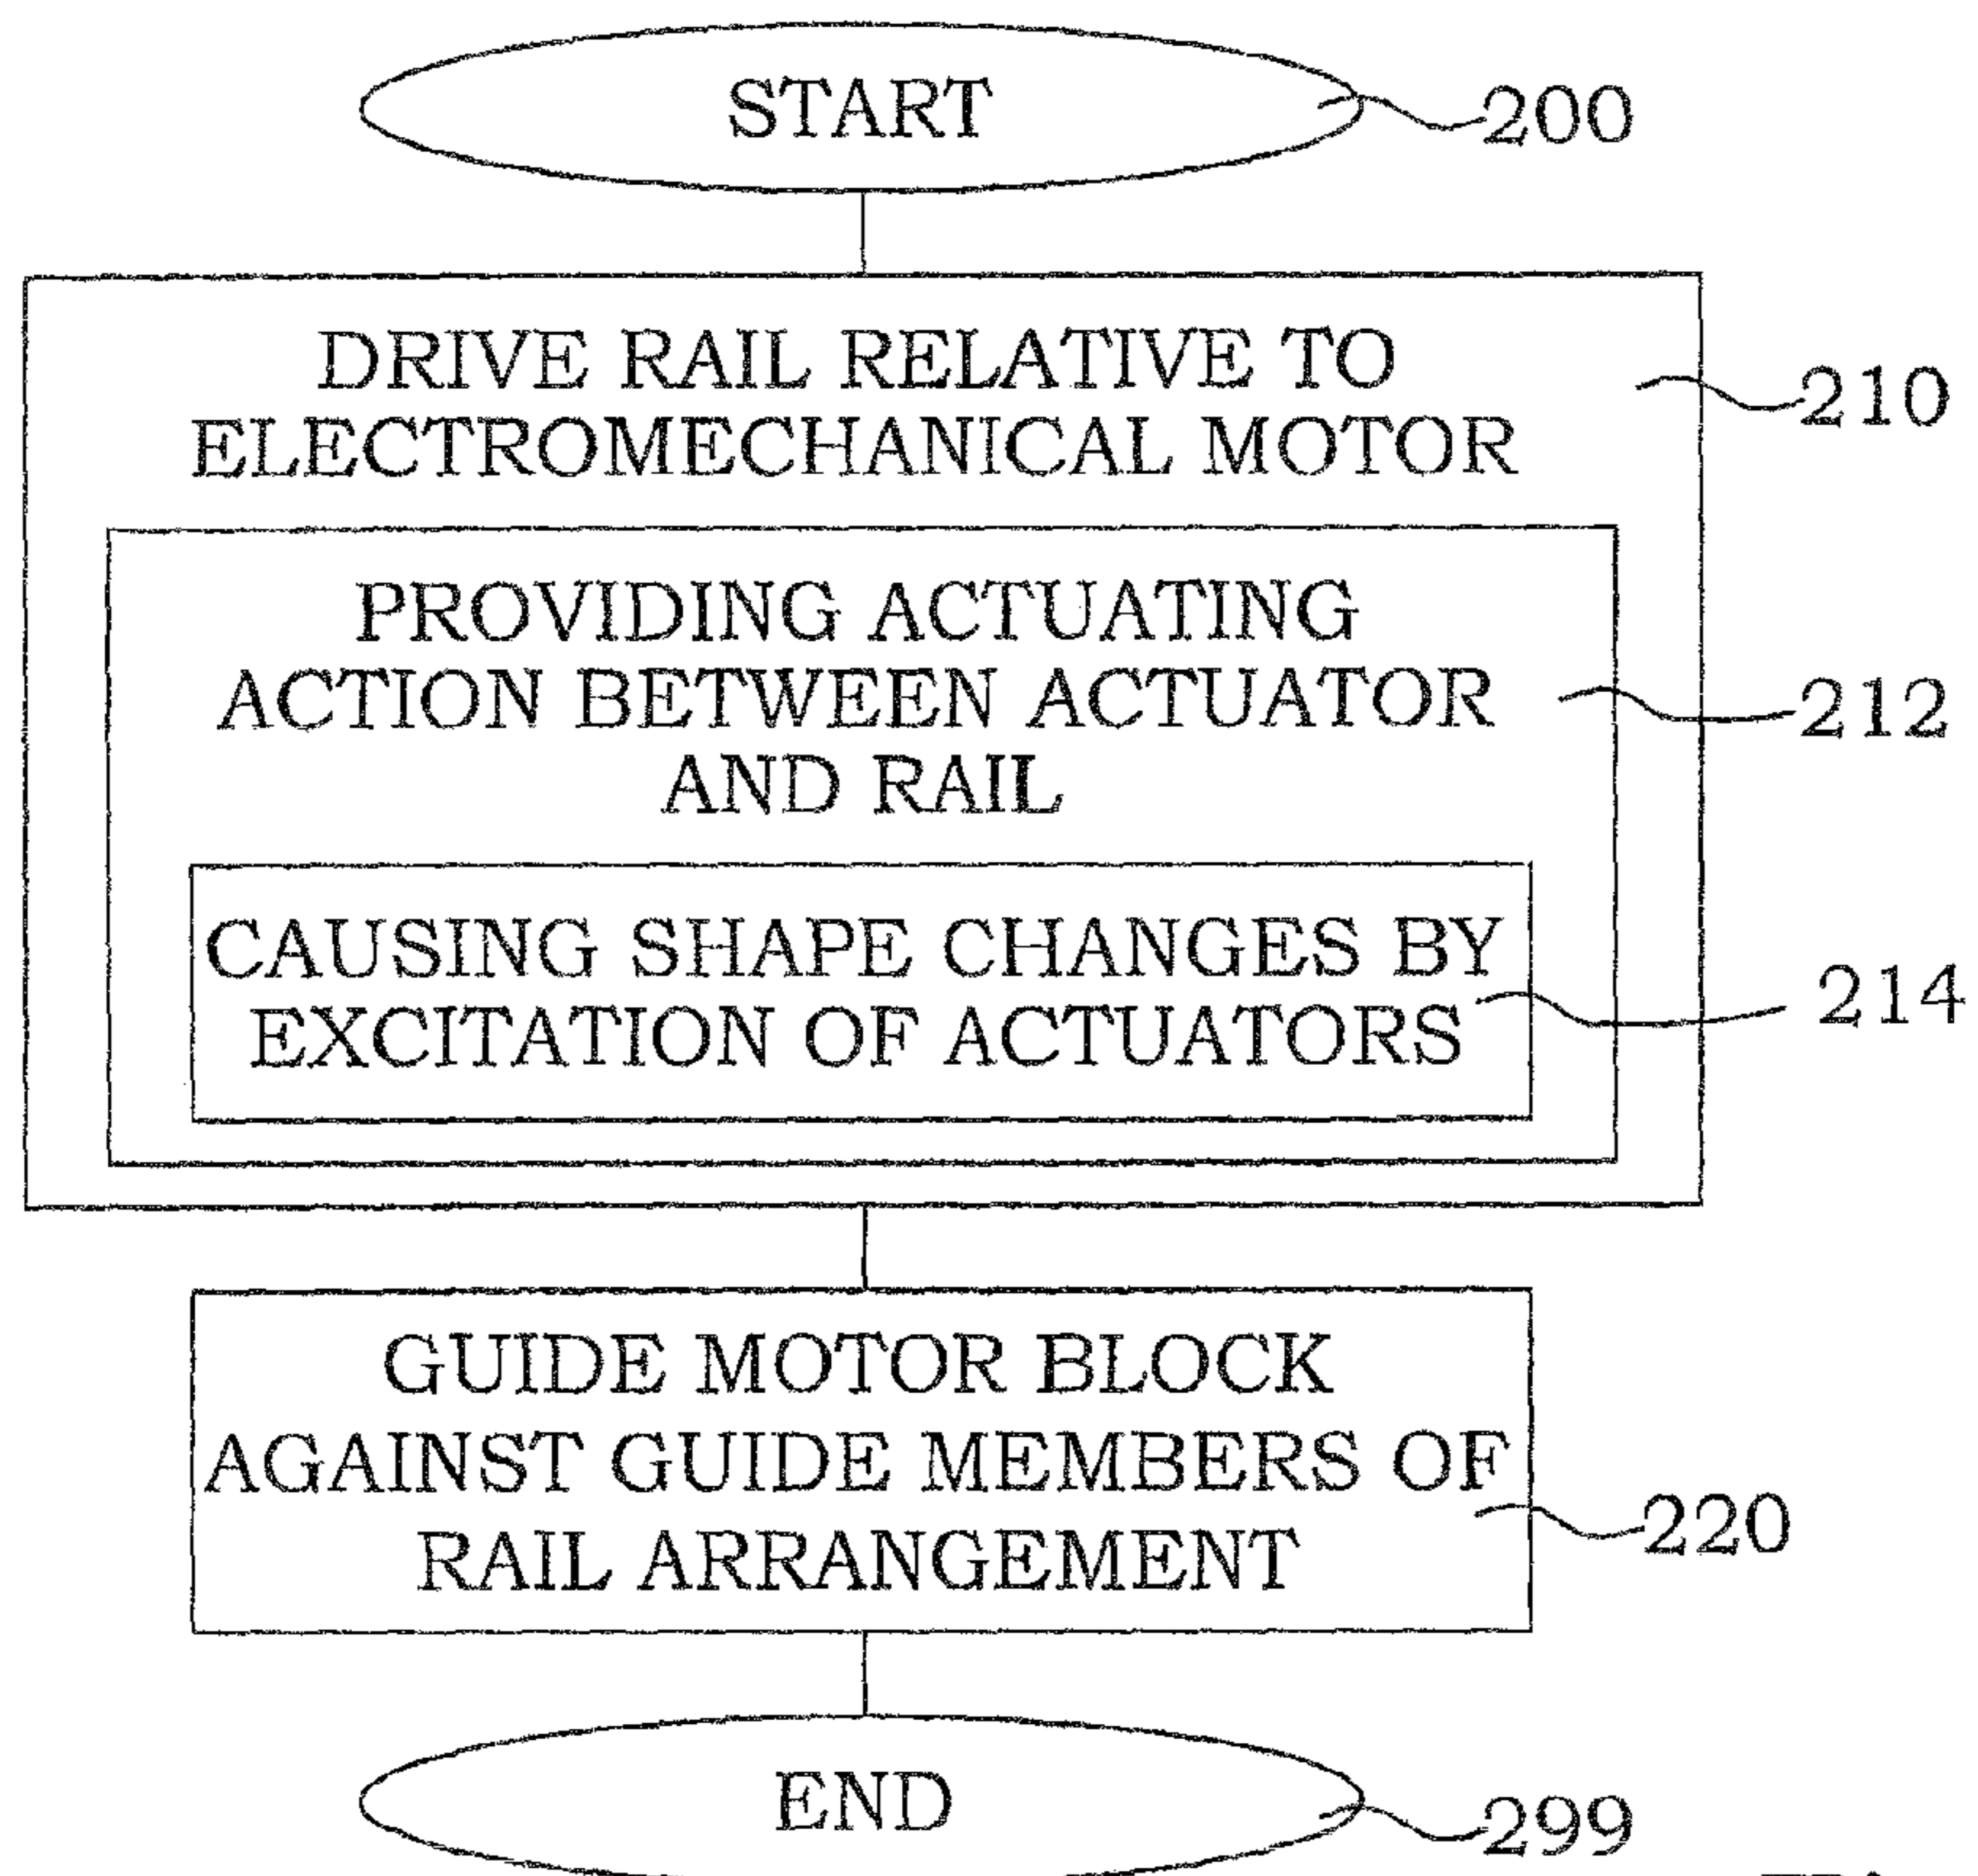 START
200
DRIVE RAIL RELATIVE TO
ELECTROMECHANICAL MOTOR
210
PROVIDING ACTUATING
ACTION BETWEEN ACTUATOR
AND RAIL
212
CAUSING SHAPE CHANGES BY
EXCITATION OF ACTUATORS
214
GUIDE MOTOR BLOCK
AGAINST GUIDE MEMBERS OF
RAIL ARRANGEMENT
220
END
299